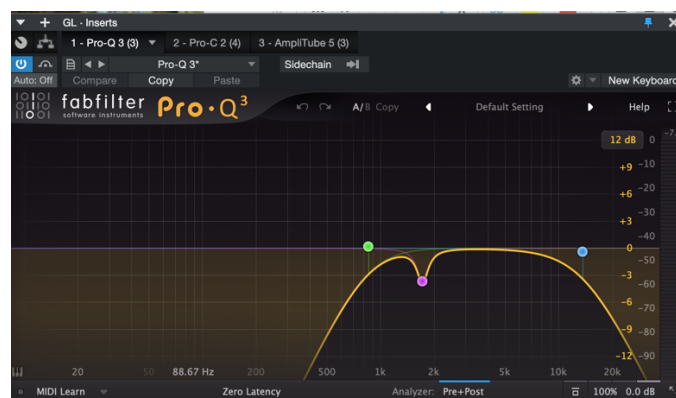 GL - Inserts
1 - Pro-Q 3 (3) 2 - Pro-C 2 (4) 3 - AmpliTube 5 (3)
Pro-Q 3* Sidechain
Auto: Off Compare Copy Paste New Keyboard
fabfilter Pro·Q3 A/B Copy Default Setting Help
software instruments
12 dB 0
+9 -10
-20
+6
-30
+3
-40
0
-50
-3
-60
-6
-70
-9
-80
-12 -90
20 50 88.67 Hz 200 500 1k 2k 5k 10k 20k
MIDI Learn Zero Latency Analyzer: Pre+Post 100% 0.0 dB